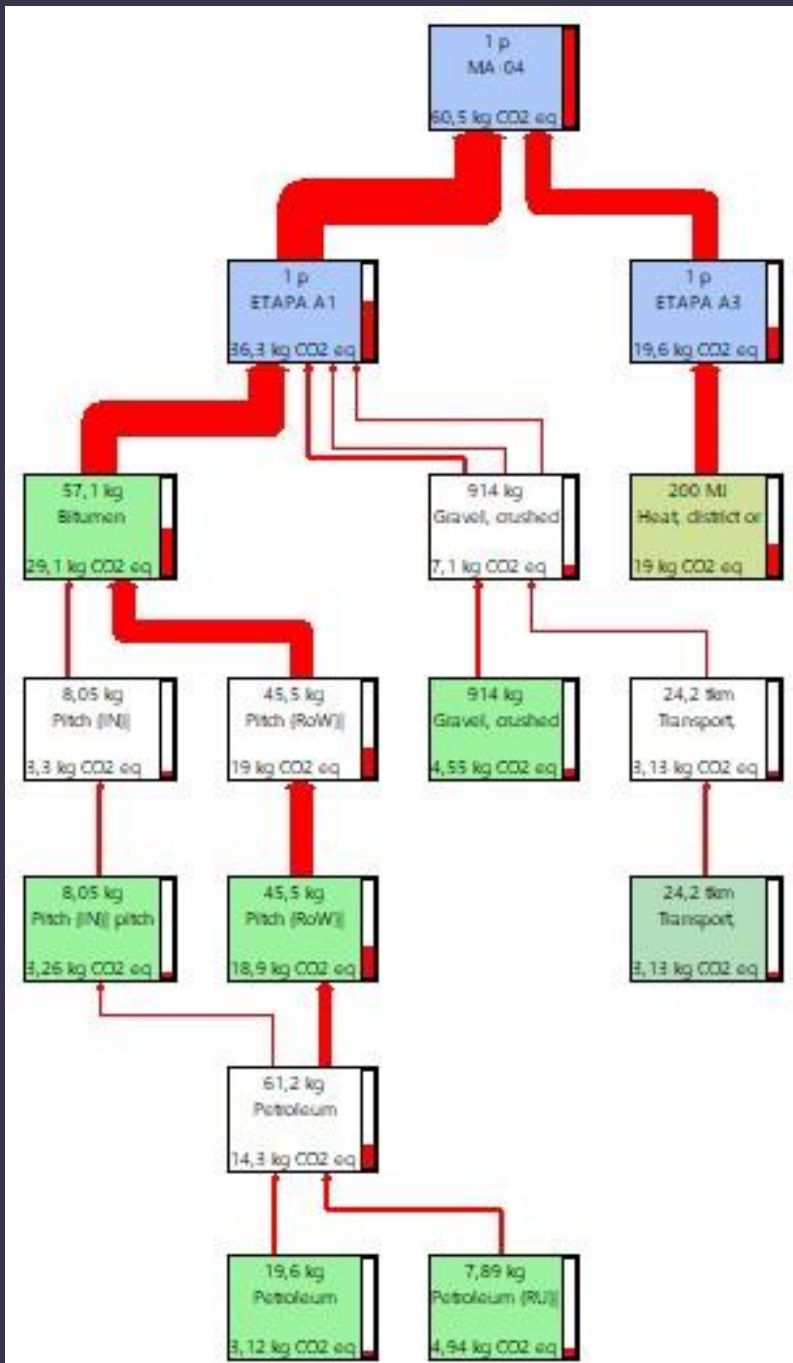 1 p
MA 04
60,5 kg CO2 eq
1 p
ETAPA A1
36,3 kg CO2 eq
1 p
ETAPA A3
19,6 kg CO2 eq
57,1 kg
Bitumen
29,1 kg CO2 eq
914 kg
Gravel, crushed
7,1 kg CO2 eq
200 MJ
Heat, district or
19 kg CO2 eq
8,05 kg
Pitch {IN}|
3,3 kg CO2 eq
45,5 kg
Pitch {RoW}|
19 kg CO2 eq
914 kg
Gravel, crushed
4,55 kg CO2 eq
24,2 tkm
Transport,
3,13 kg CO2 eq
8,05 kg
Pitch {IN}| pitch
3,26 kg CO2 eq
45,5 kg
Pitch {RoW}|
18,9 kg CO2 eq
24,2 tkm
Transport,
3,13 kg CO2 eq
61,2 kg
Petroleum
14,3 kg CO2 eq
19,6 kg
Petroleum
3,12 kg CO2 eq
7,89 kg
Petroleum {RU}|
4,94 kg CO2 eq